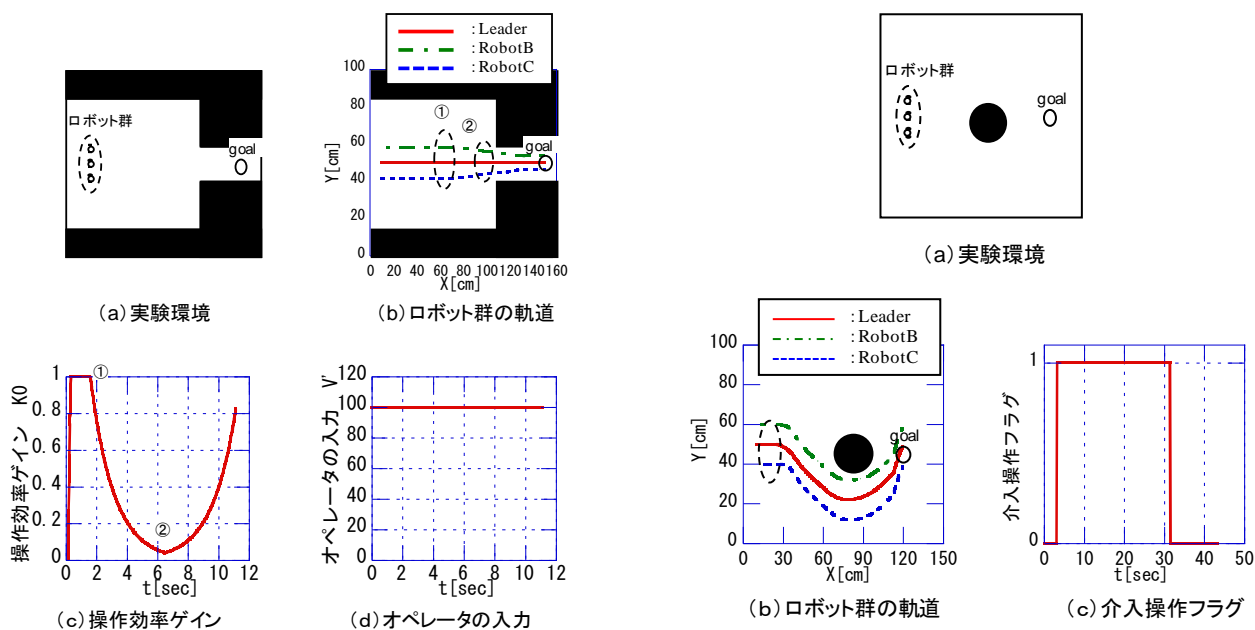 ロボット群
goal
(a)実験環境
:Leader
:RobotB
:RobotC
100
80
60
40
20
0
Y[cm]
①
②
goal
0 20 40 60 80 100 120 140 160
X[cm]
(b)ロボット群の軌道
操作効率ゲイン K0
1
0.8
0.6
0.4
0.2
0
①
②
0 2 4 6 8 10 12
t[sec]
(c)操作効率ゲイン
オペレータの入力 V'
120
100
80
60
40
20
0
0 2 4 6 8 10 12
t[sec]
(d)オペレータの入力
ロボット群
goal
(a)実験環境
:Leader
:RobotB
:RobotC
100
80
60
40
20
0
Y[cm]
goal
0 30 60 90 120 150
X[cm]
(b)ロボット群の軌道
介入操作フラグ
1
0
0 10 20 30 40 50
t[sec]
(c)介入操作フラグ